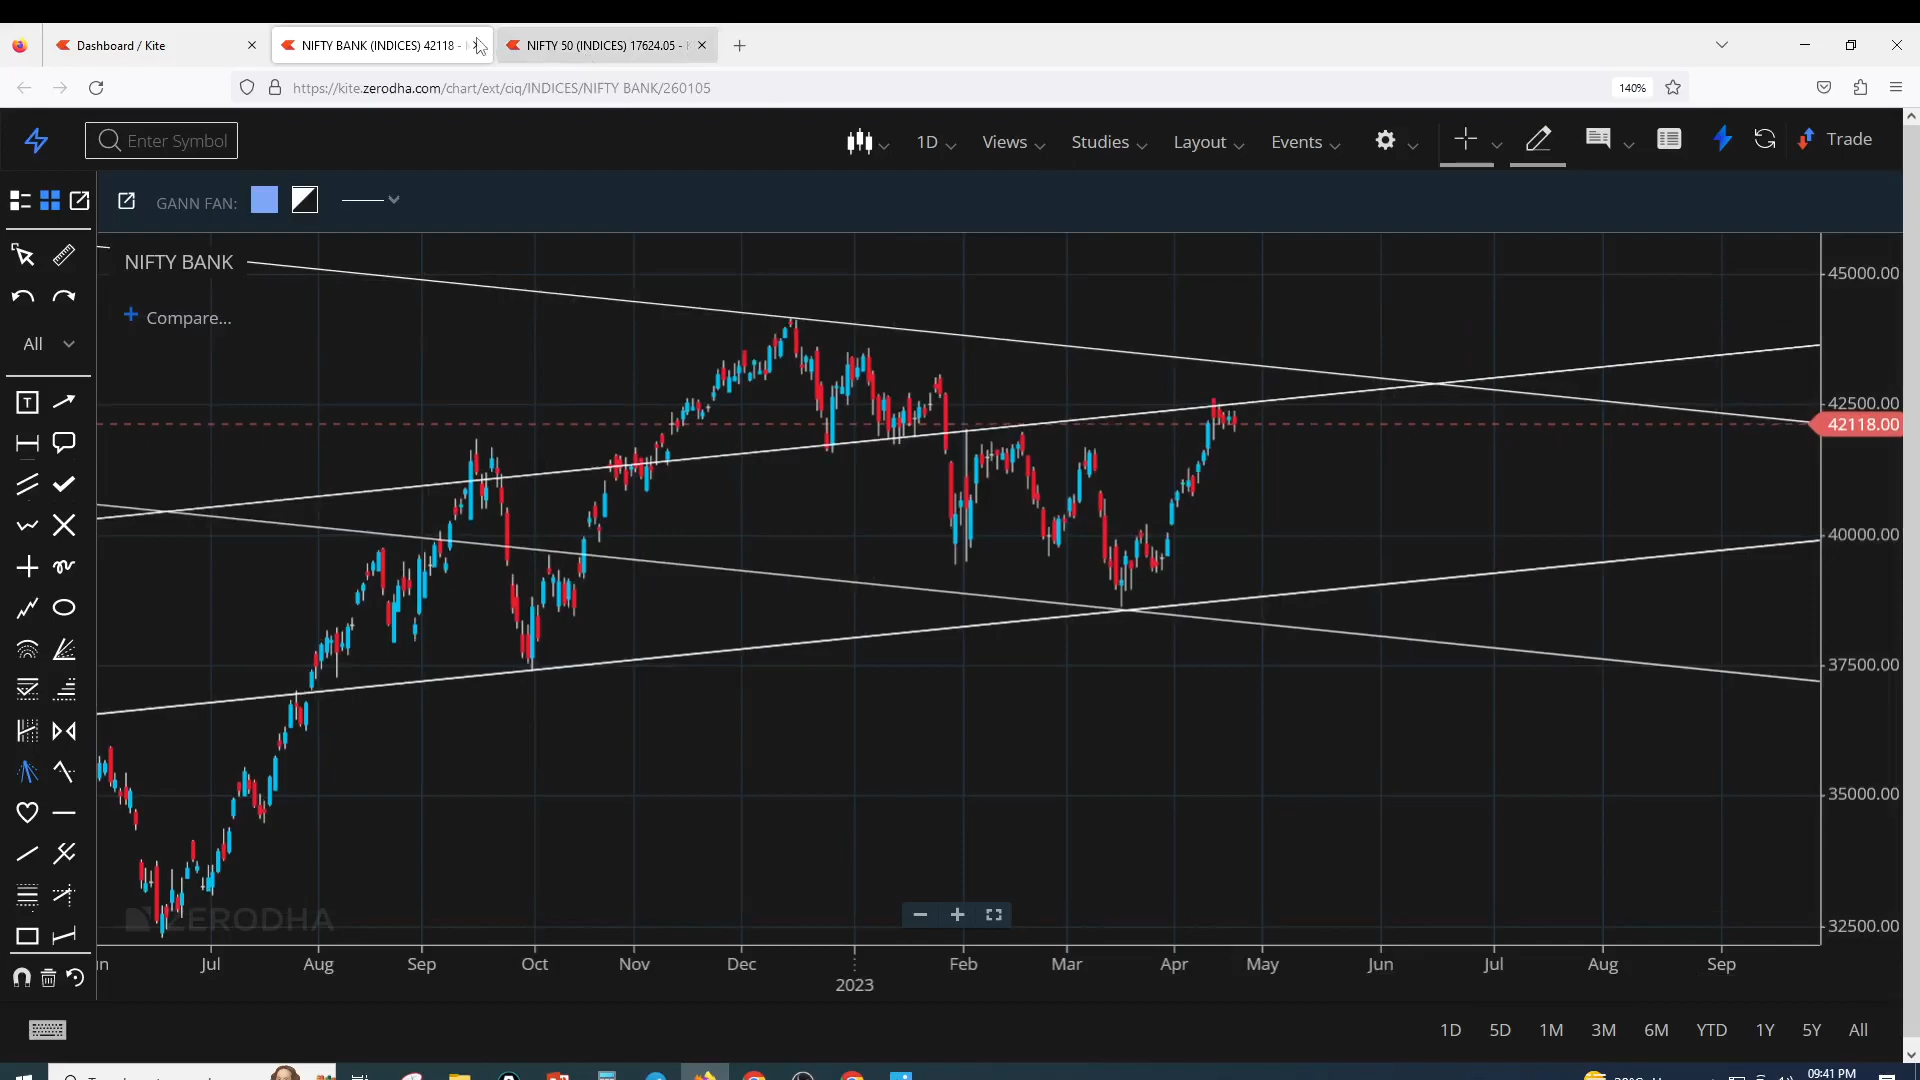 Dashboard / Kite
NIFTY BANK (INDICES) 42118 -
NIFTY 50 (INDICES) 17624.05 -
https://kite.zerodha.com/chart/ext/ciq/INDICES/NIFTY BANK/260105
140%
Enter Symbol
1D
Views
Studies
Layout
Events
Trade
GANN FAN:
NIFTY BANK
Compare...
All
T
45000.00
42500.00
42118.00
40000.00
37500.00
35000.00
32500.00
ZERODHA
Jul
Aug
Sep
Oct
Nov
Dec
2023
Feb
Mar
Apr
May
Jun
Jul
Aug
Sep
1D
5D
1M
3M
6M
YTD
1Y
5Y
All
09:41 PM